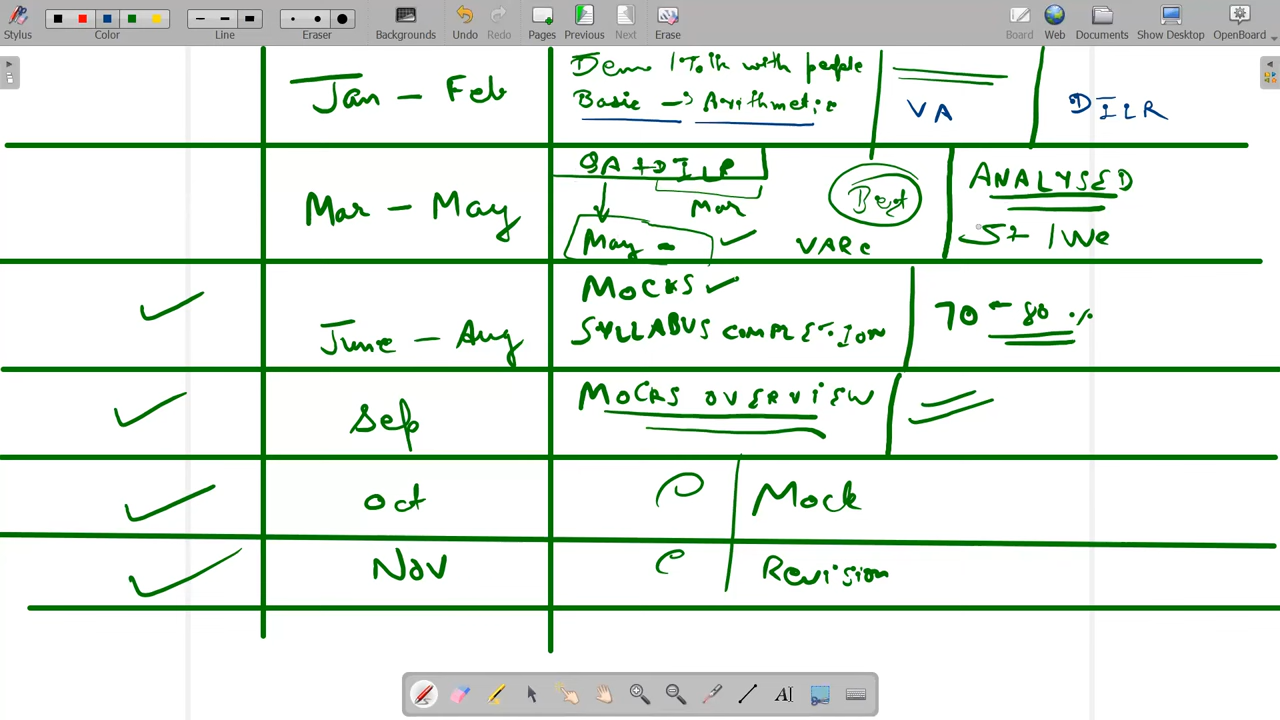 Stylus
Color
Line
Eraser
Backgrounds
Undo
Redo
Pages
Previous
Next
Erase
Board
Web
Documents
Show Desktop
OpenBoard
Jan - Feb
Demo / Talk with people
Basic → Arithmetic
VA
DILR
Mar - May
QA + DILR
Mar
May -
Best
VARC
ANALYSED
/ We
June - Aug
MOCKS
SYLLABUS COMPLETION
70 - 80 %
Sep
MOCKS OVERVIEW
Oct
Mock
Nov
Revision
AI